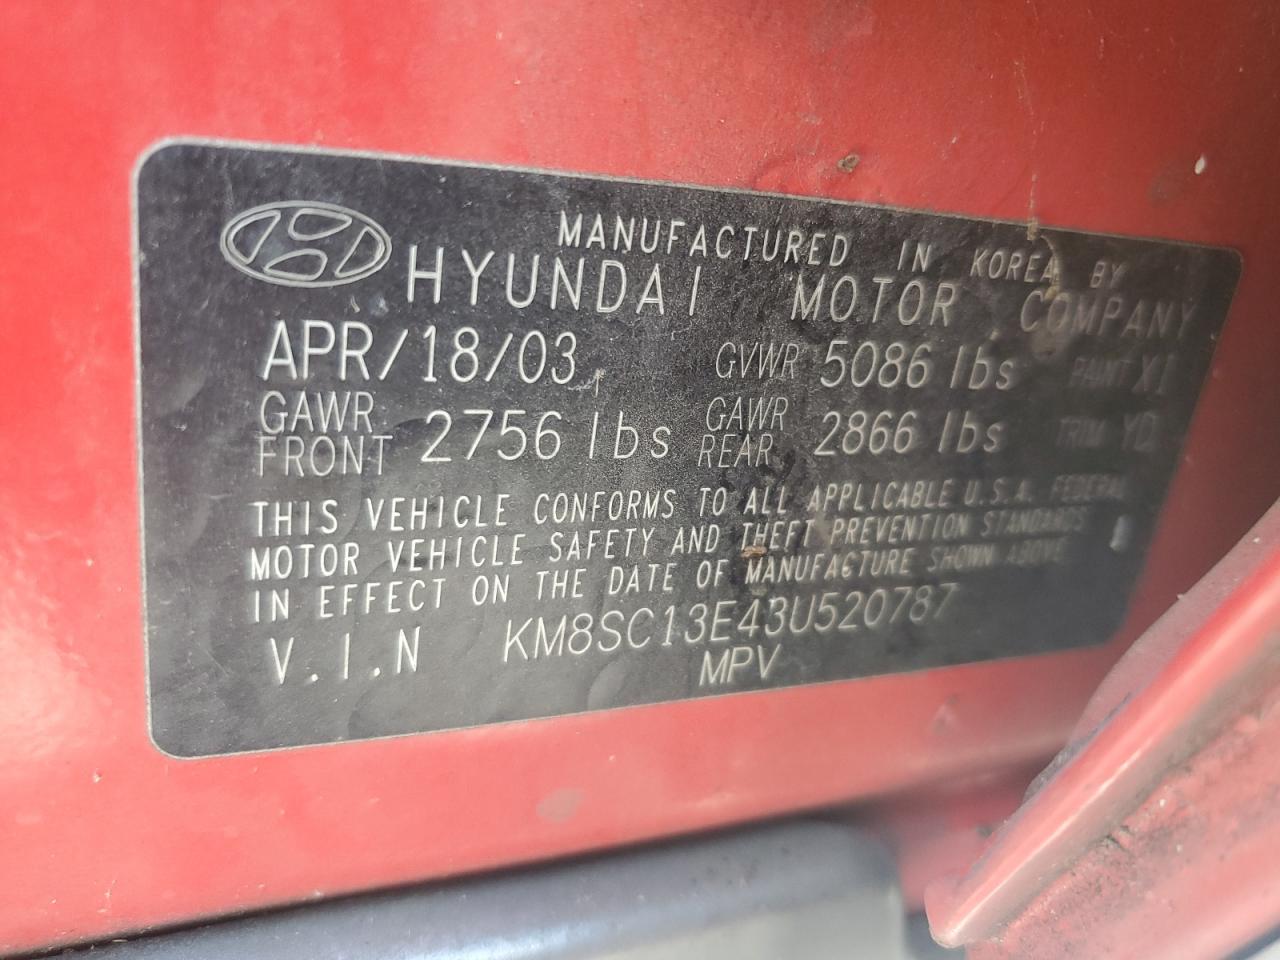 MANUFACTURED IN KOREA BY
HYUNDAI MOTOR COMPANY
APR/18/03 GVWR 5086 lbs PAINT X1
GAWR FRONT 2756 lbs GAWR REAR 2866 lbs TRIM YD
THIS VEHICLE CONFORMS TO ALL APPLICABLE U.S.A. FEDERAL
MOTOR VEHICLE SAFETY AND THEFT PREVENTION STANDARDS
IN EFFECT ON THE DATE OF MANUFACTURE SHOWN ABOVE
V.I.N KM8SC13E43U520787
MPV